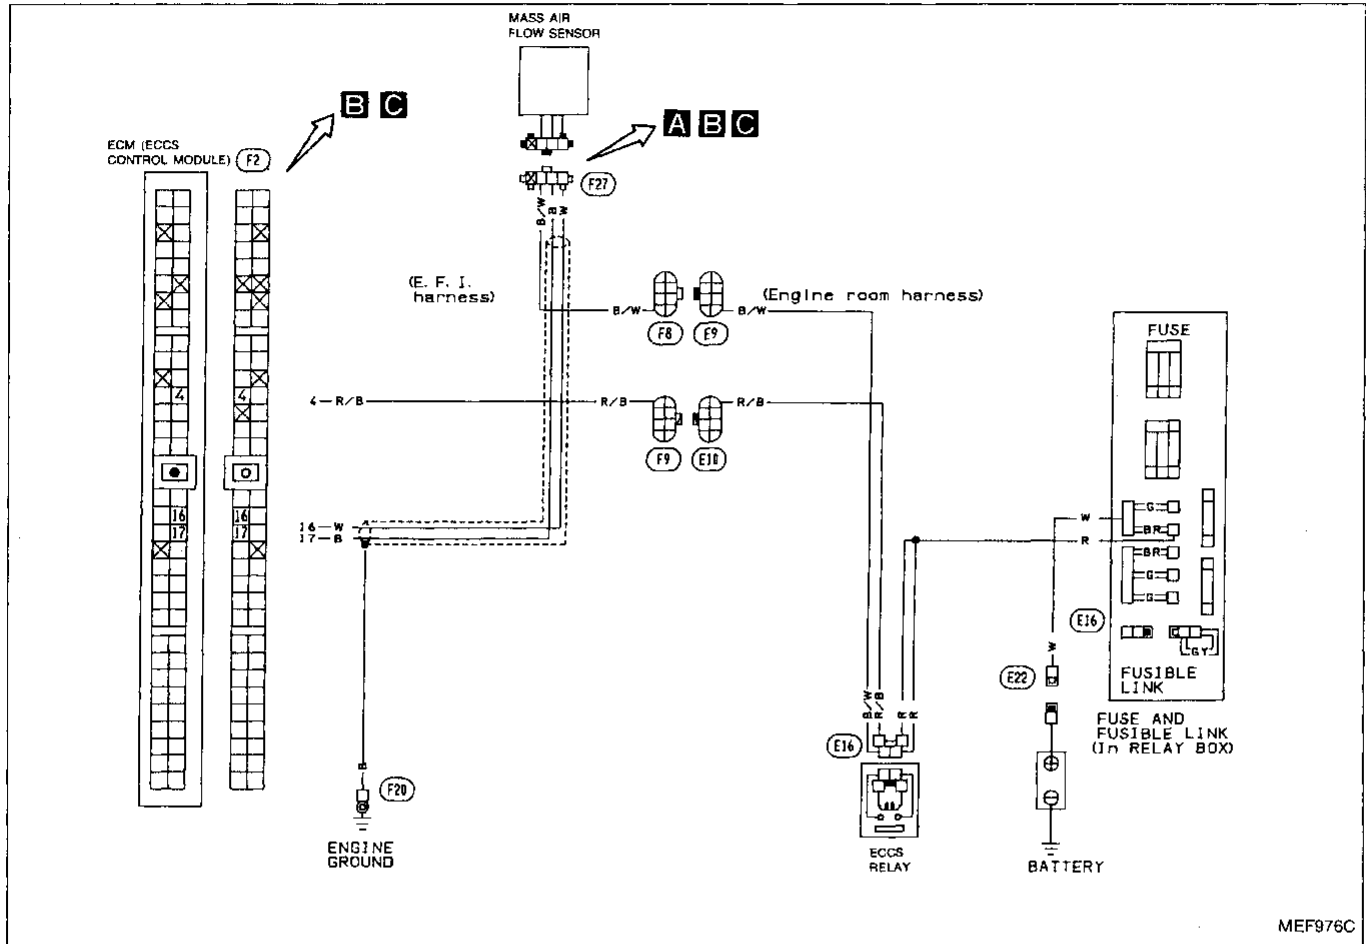 MASS AIR
FLOW SENSOR
B C
A B C
ECM (ECCS
CONTROL MODULE)
F2
F27
B/W
B
W
(E. F. I.
harness)
(Engine room harness)
B/W
B/W
F8
E9
FUSE
4
4
4 R/B
R/B
R/B
F9
E10
16
16
17
17
16 W
17 B
G
W
BR
R
BR
G
G
E16
GY
FUSIBLE
LINK
W
E22
FUSE AND
FUSIBLE LINK
(In RELAY BOX)
B/W
R/B
R
R
E16
B
F20
ENGINE
GROUND
ECCS
RELAY
BATTERY
MEF976C